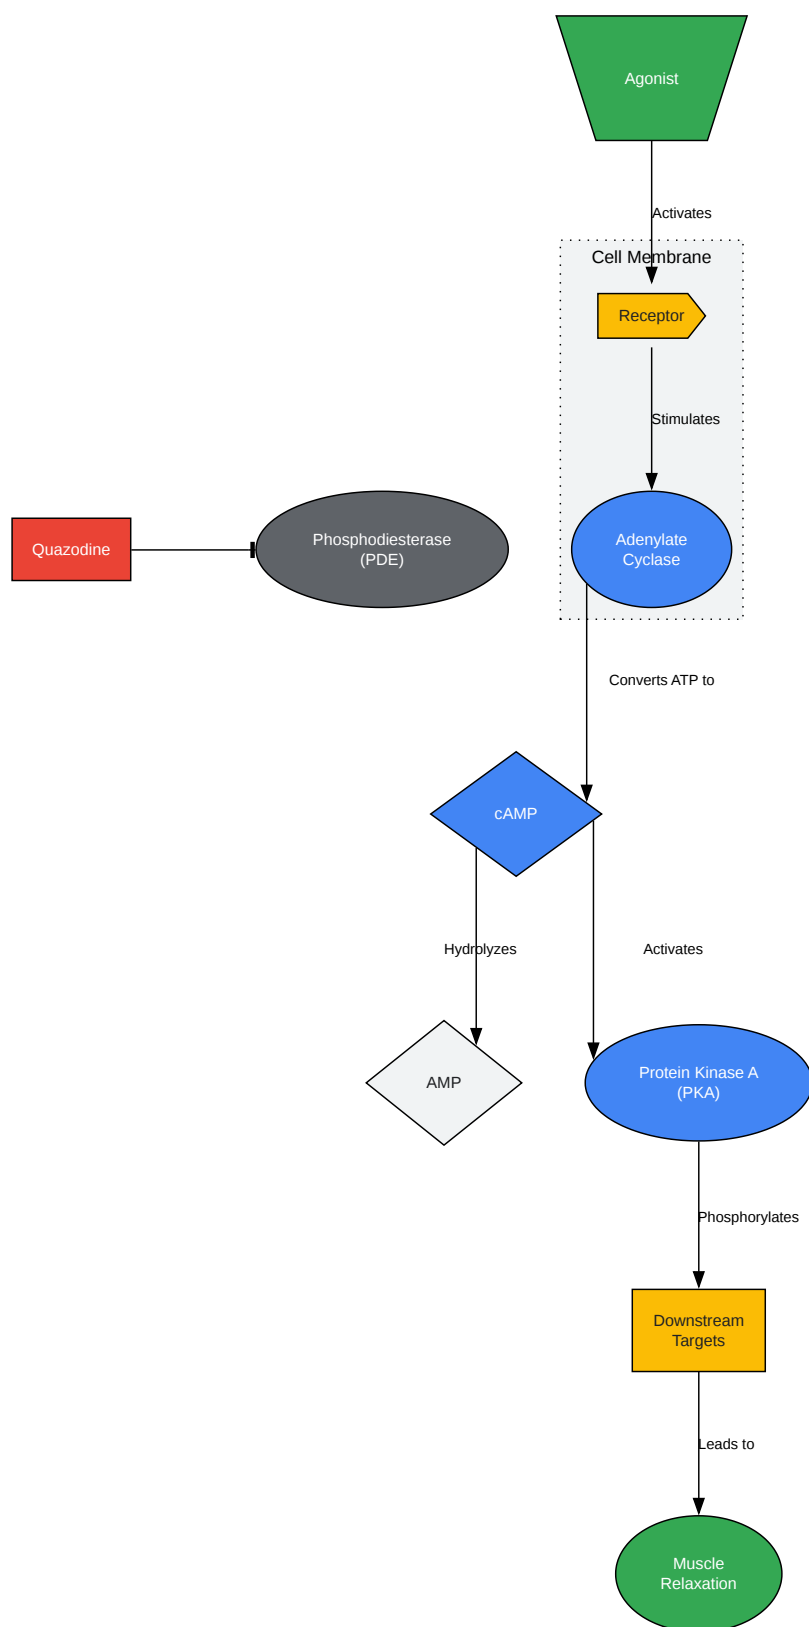 Agonist
Activates
Cell Membrane
Receptor
Stimulates
Quazodine
Phosphodiesterase
(PDE)
Adenylate
Cyclase
Converts ATP to
cAMP
Hydrolyzes
Activates
AMP
Protein Kinase A
(PKA)
Phosphorylates
Downstream
Targets
Leads to
Muscle
Relaxation